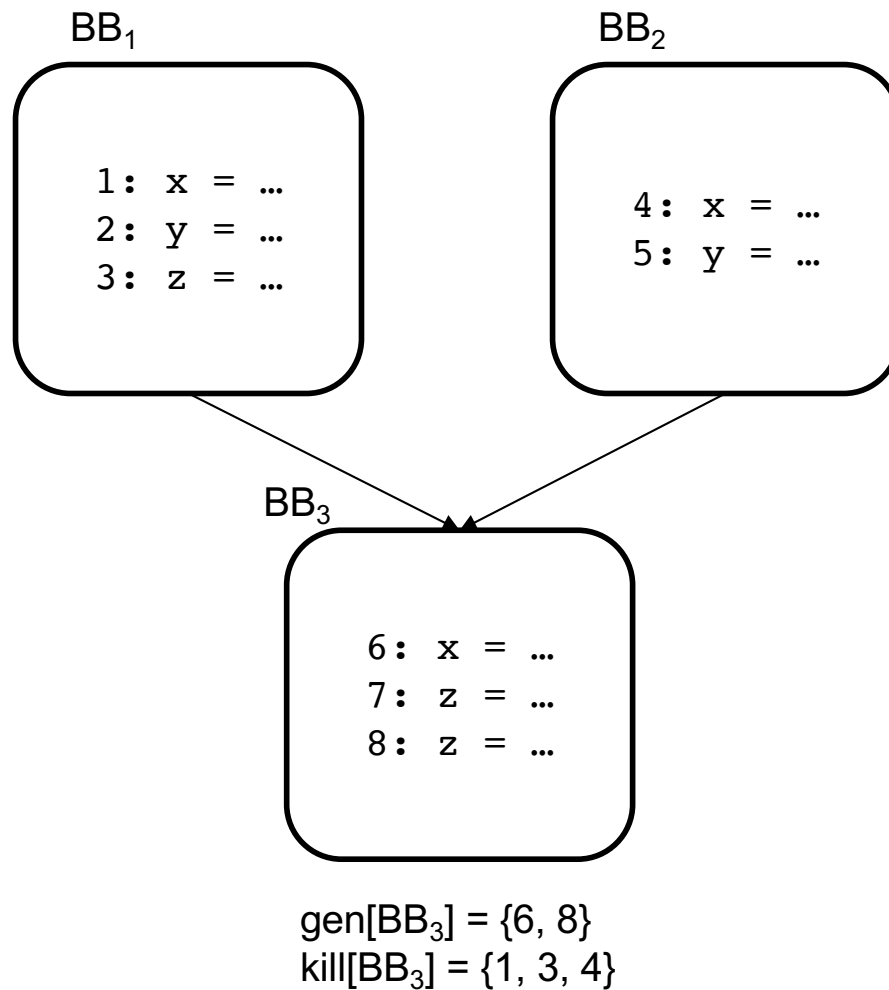 BB₁
1: x = …
2: y = …
3: z = …
BB₂
4: x = …
5: y = …
BB₃
6: x = …
7: z = …
8: z = …
gen[BB₃] = {6, 8}
kill[BB₃] = {1, 3, 4}